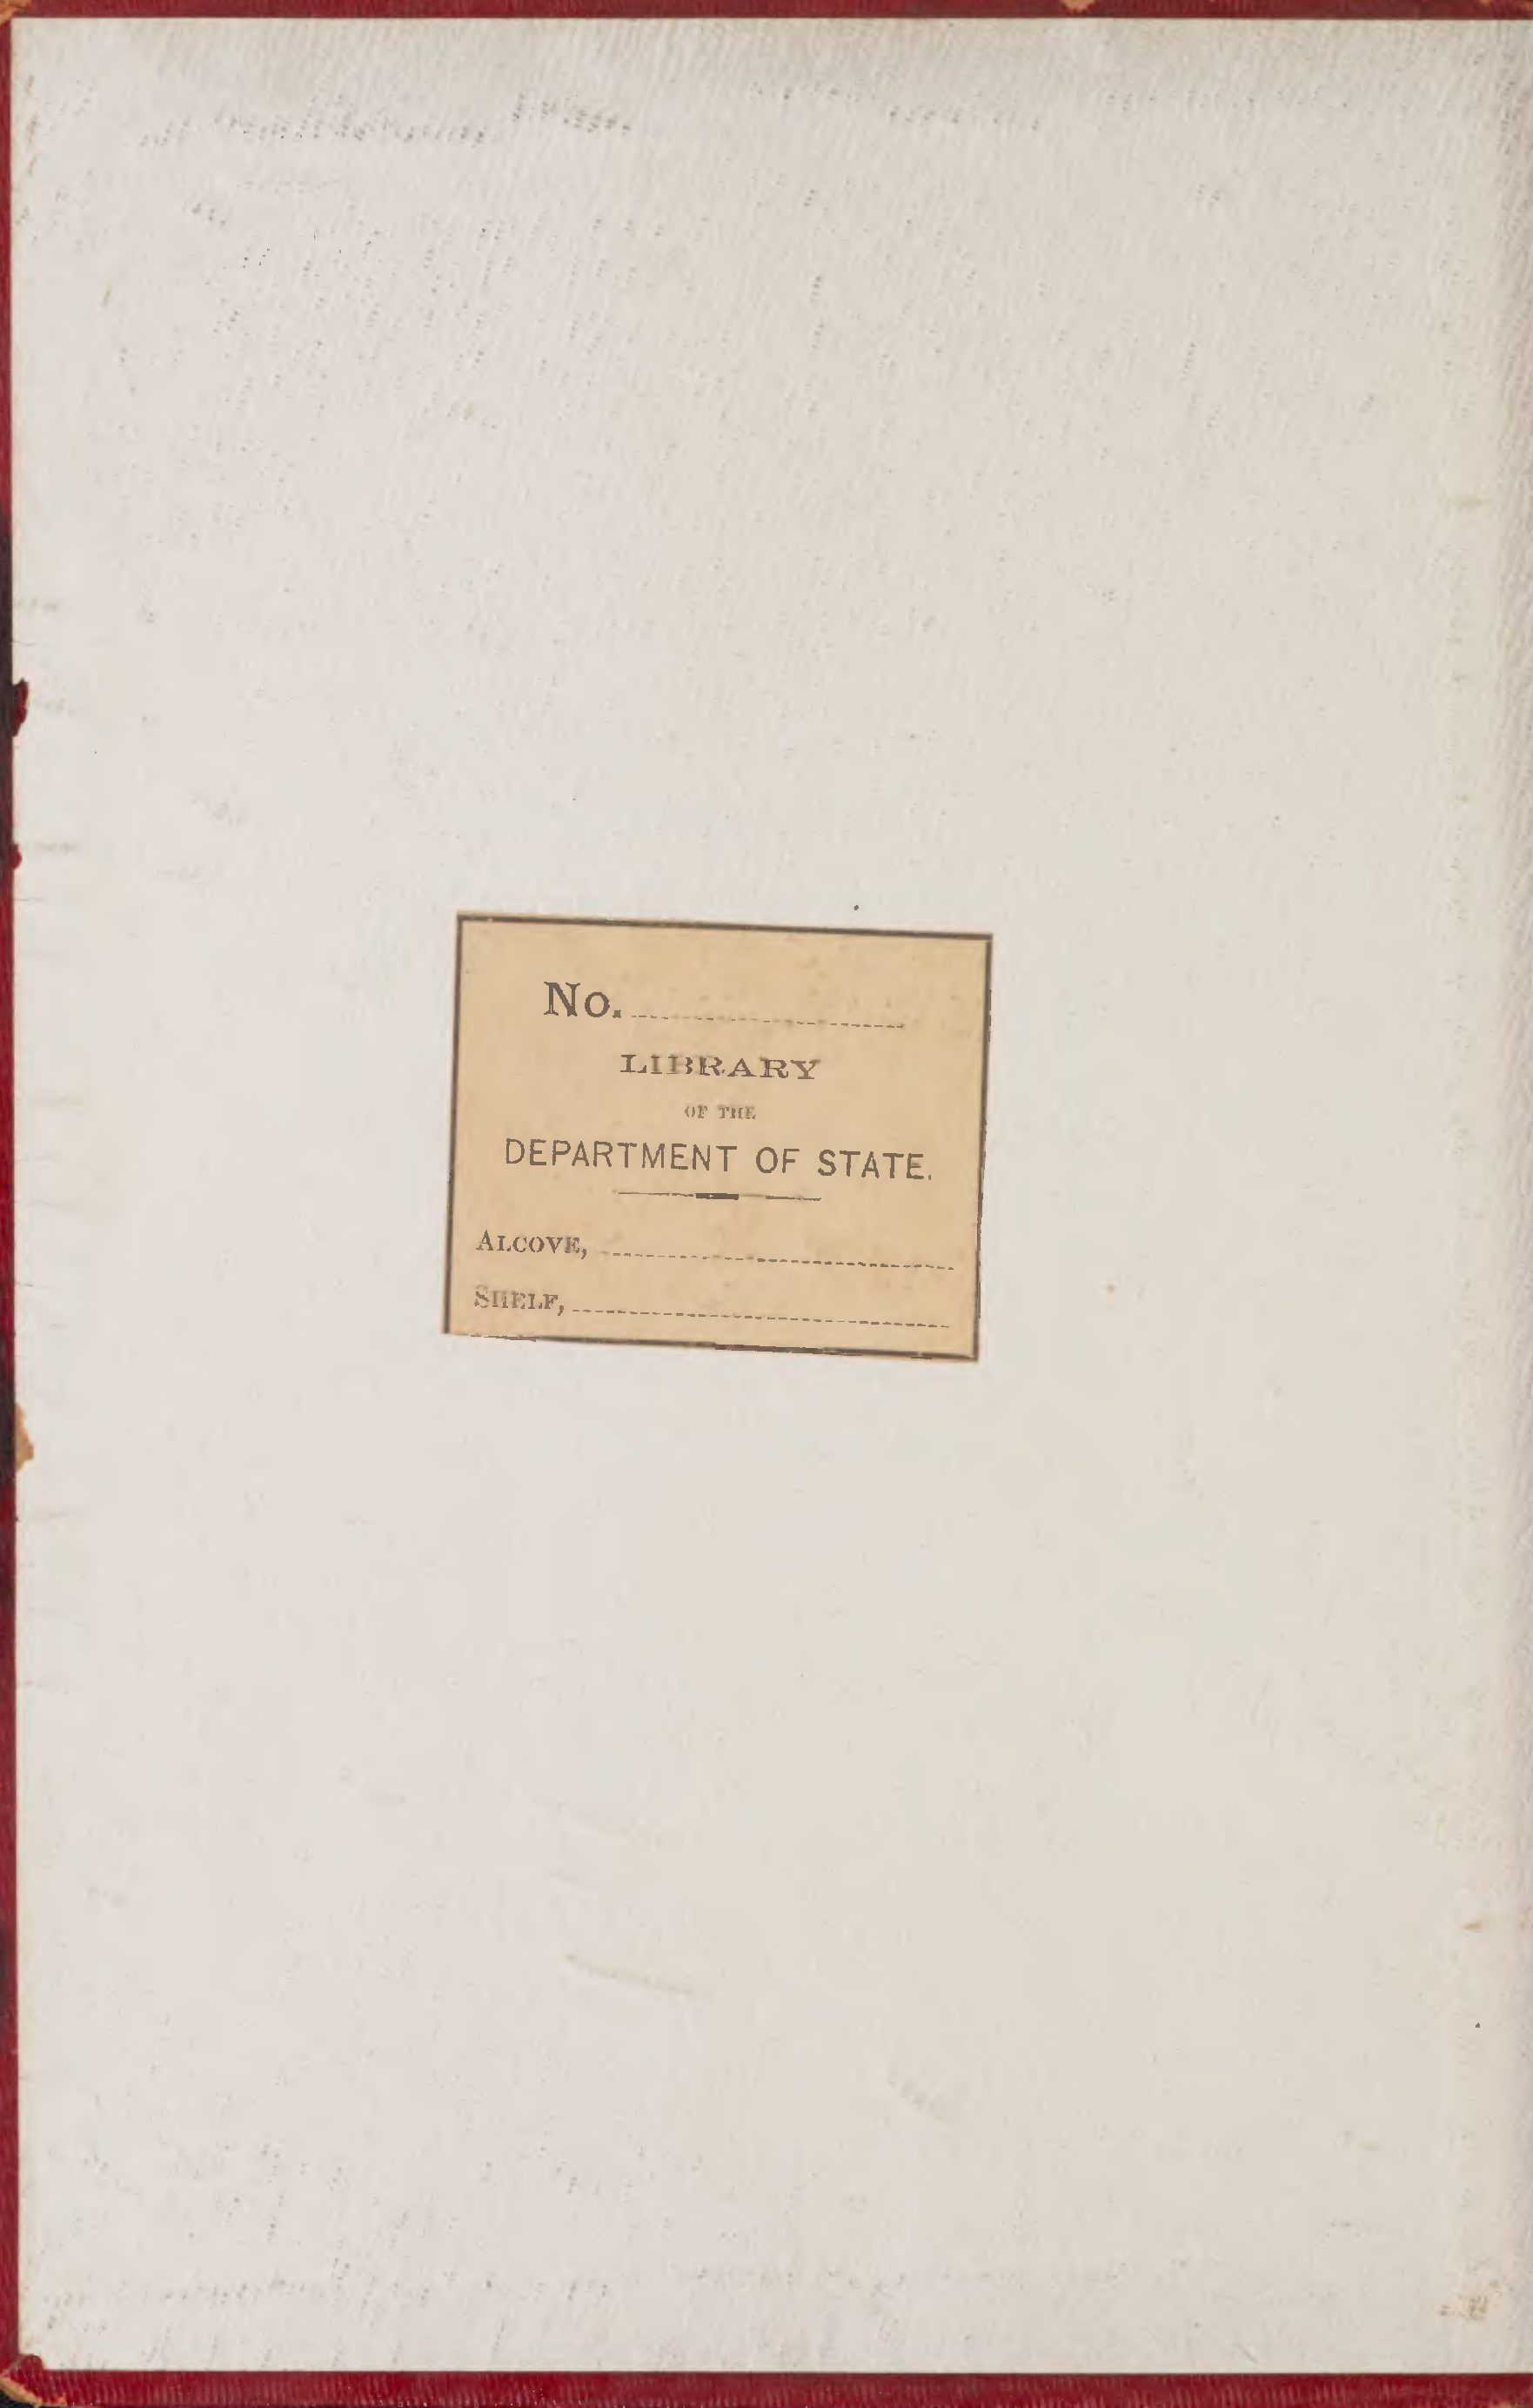 No. ........................
LIBRARY
OF THE
DEPARTMENT OF STATE.
ALCOVE, ........................
SHELF, ........................